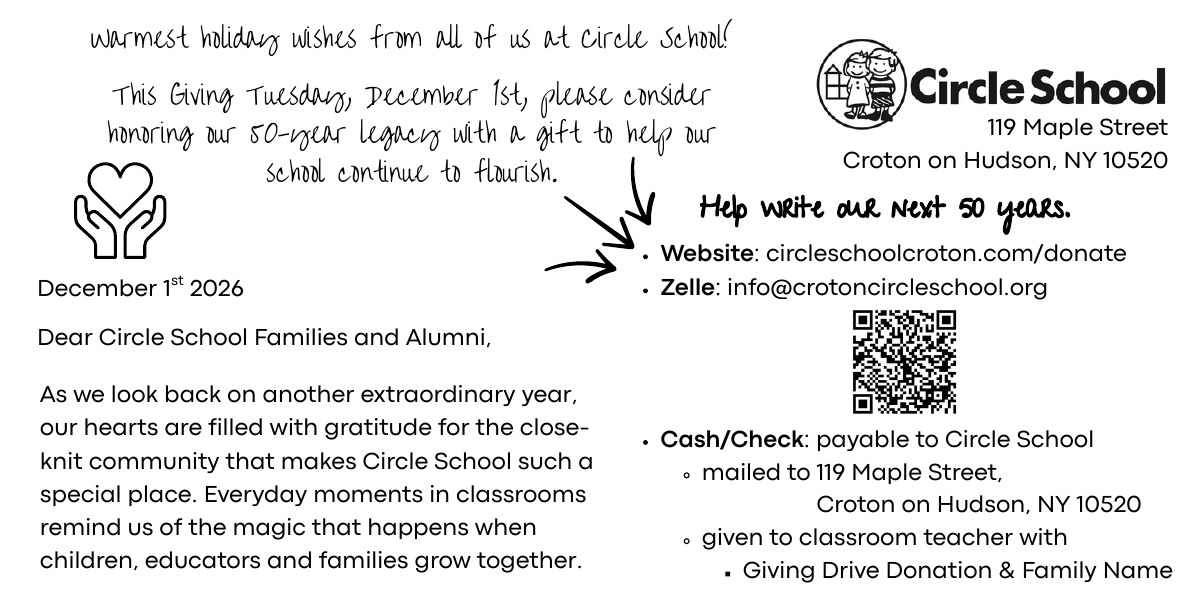 Warmest holiday wishes from all of us at Circle School!
This Giving Tuesday, December 1st, please consider
honoring our 50-year legacy with a gift to help our
school continue to flourish.
Circle School
119 Maple Street
Croton on Hudson, NY 10520
Help write our next 50 years.
• Website: circleschoolcroton.com/donate
• Zelle: info@crotoncircleschool.org
• Cash/Check: payable to Circle School
◦ mailed to 119 Maple Street,
Croton on Hudson, NY 10520
◦ given to classroom teacher with
▪ Giving Drive Donation & Family Name
December 1st 2026
Dear Circle School Families and Alumni,
As we look back on another extraordinary year,
our hearts are filled with gratitude for the close-
knit community that makes Circle School such a
special place. Everyday moments in classrooms
remind us of the magic that happens when
children, educators and families grow together.